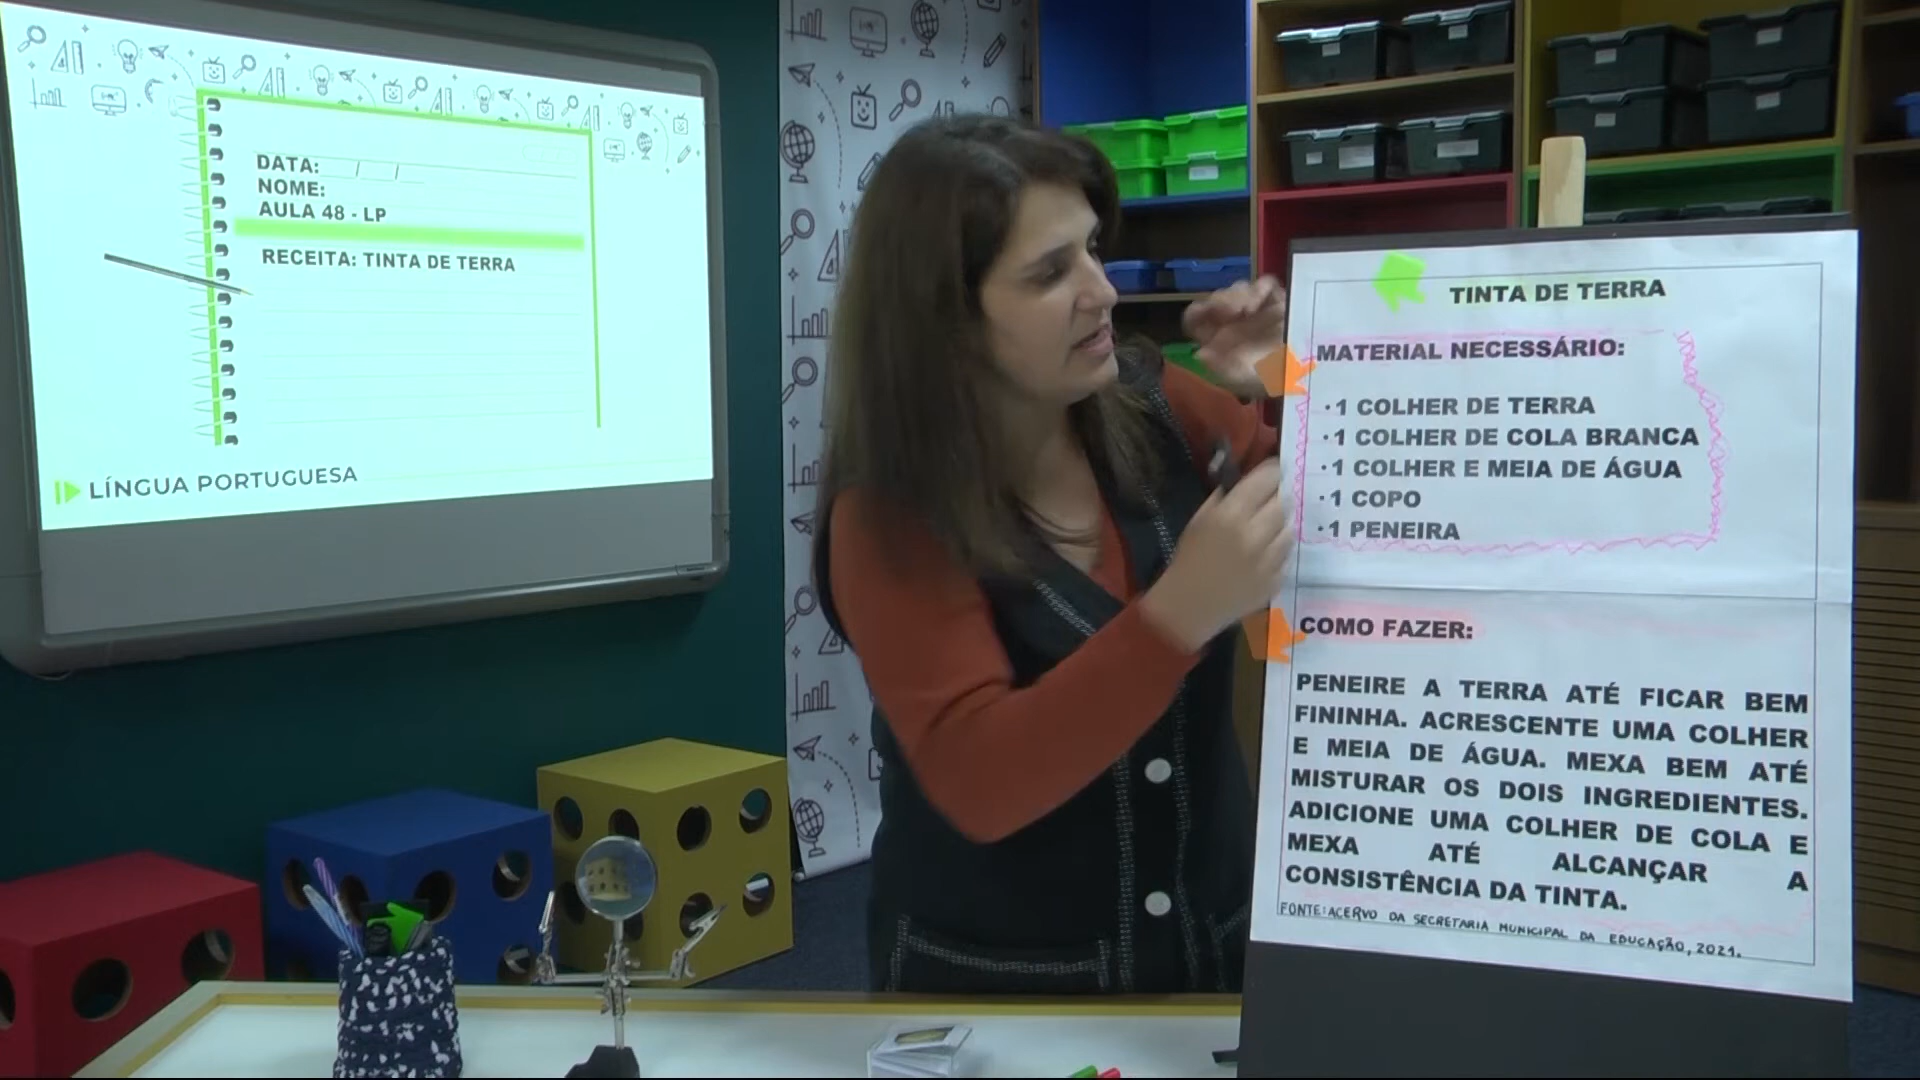 DATA: __/__/__
NOME:
AULA 48 - LP
RECEITA: TINTA DE TERRA
LÍNGUA PORTUGUESA
TINTA DE TERRA
MATERIAL NECESSÁRIO:
· 1 COLHER DE TERRA
· 1 COLHER DE COLA BRANCA
· 1 COLHER E MEIA DE ÁGUA
· 1 COPO
· 1 PENEIRA
COMO FAZER:
PENEIRE A TERRA ATÉ FICAR BEM
FININHA. ACRESCENTE UMA COLHER
E MEIA DE ÁGUA. MEXA BEM ATÉ
MISTURAR OS DOIS INGREDIENTES.
ADICIONE UMA COLHER DE COLA E
MEXA ATÉ ALCANÇAR A
CONSISTÊNCIA DA TINTA.
FONTE: ACERVO DA SECRETARIA MUNICIPAL DA EDUCAÇÃO, 2021.